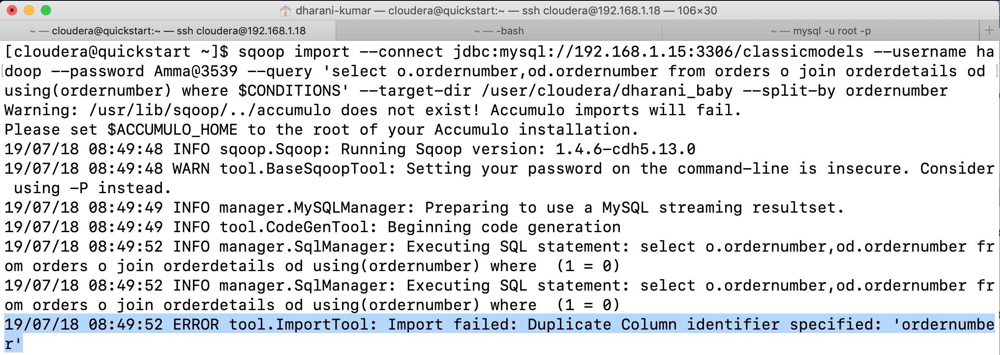 dharani-kumar — cloudera@quickstart:~ — ssh cloudera@192.168.1.18 — 106×30
~ — cloudera@quickstart:~ — ssh cloudera@192.168.1.18
~ — -bash
~ — mysql -u root -p
+
[cloudera@quickstart ~]$ sqoop import --connect jdbc:mysql://192.168.1.15:3306/classicmodels --username ha
doop --password Amma@3539 --query 'select o.ordernumber,od.ordernumber from orders o join orderdetails od
using(ordernumber) where $CONDITIONS' --target-dir /user/cloudera/dharani_baby --split-by ordernumber
Warning: /usr/lib/sqoop/../accumulo does not exist! Accumulo imports will fail.
Please set $ACCUMULO_HOME to the root of your Accumulo installation.
19/07/18 08:49:48 INFO sqoop.Sqoop: Running Sqoop version: 1.4.6-cdh5.13.0
19/07/18 08:49:48 WARN tool.BaseSqoopTool: Setting your password on the command-line is insecure. Consider
 using -P instead.
19/07/18 08:49:49 INFO manager.MySQLManager: Preparing to use a MySQL streaming resultset.
19/07/18 08:49:49 INFO tool.CodeGenTool: Beginning code generation
19/07/18 08:49:52 INFO manager.SqlManager: Executing SQL statement: select o.ordernumber,od.ordernumber fr
om orders o join orderdetails od using(ordernumber) where  (1 = 0)
19/07/18 08:49:52 INFO manager.SqlManager: Executing SQL statement: select o.ordernumber,od.ordernumber fr
om orders o join orderdetails od using(ordernumber) where  (1 = 0)
19/07/18 08:49:52 ERROR tool.ImportTool: Import failed: Duplicate Column identifier specified: 'ordernumbe
r'